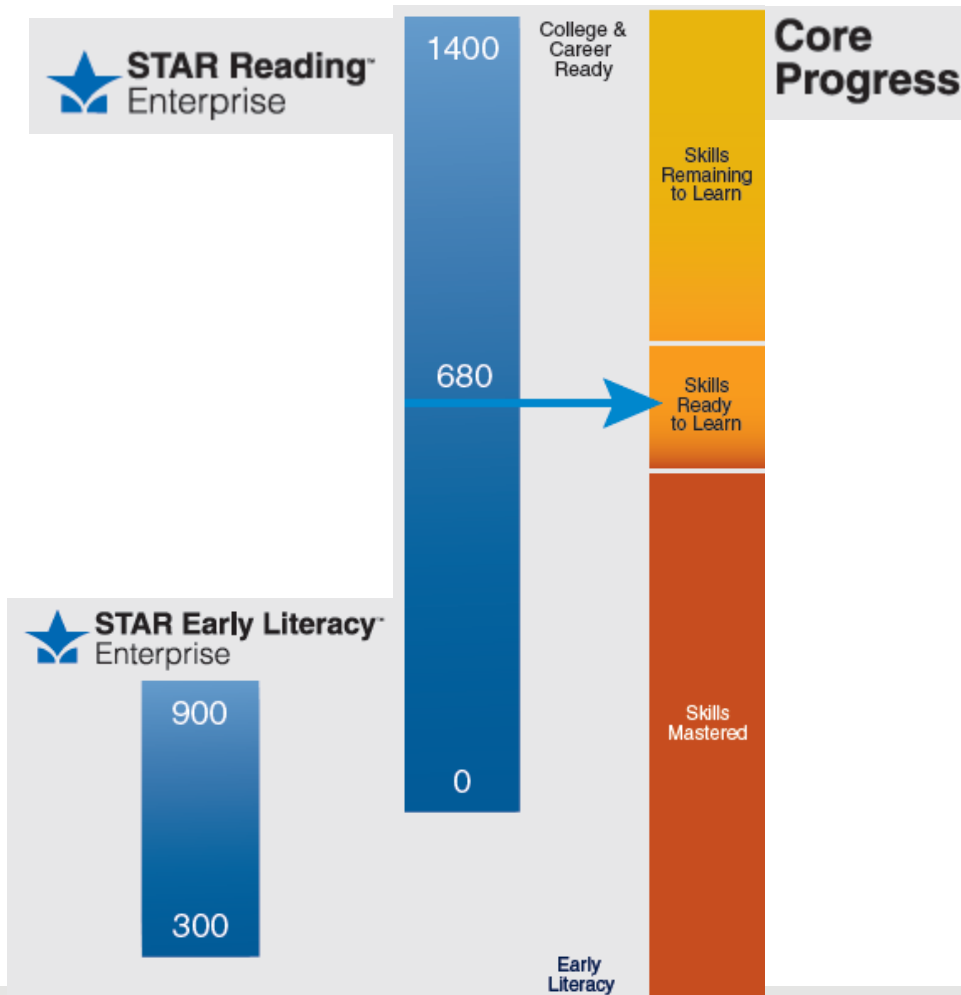 STAR Reading™
Enterprise
1400
College &
Career
Ready
Core
Progress
Skills
Remaining
to Learn
680
Skills
Ready
to Learn
STAR Early Literacy™
Enterprise
900
300
0
Skills
Mastered
Early
Literacy